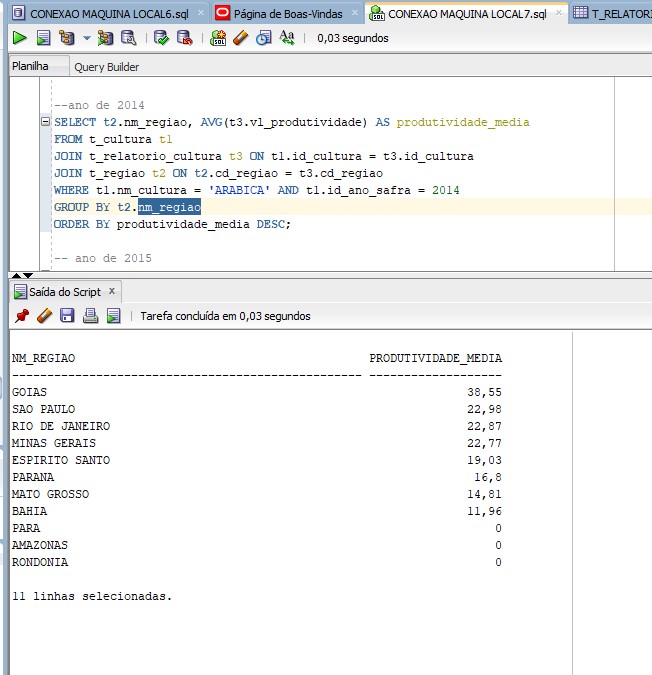 CONEXAO MAQUINA LOCAL6.sql Página de Boas-Vindas CONEXAO MAQUINA LOCAL7.sql T_RELATORI
0,03 segundos
Planilha Query Builder
--ano de 2014
SELECT t2.nm_regiao, AVG(t3.vl_produtividade) AS produtividade_media
FROM t_cultura t1
JOIN t_relatorio_cultura t3 ON t1.id_cultura = t3.id_cultura
JOIN t_regiao t2 ON t2.cd_regiao = t3.cd_regiao
WHERE t1.nm_cultura = 'ARABICA' AND t1.id_ano_safra = 2014
GROUP BY t2.nm_regiao
ORDER BY produtividade_media DESC;
-- ano de 2015
Saída do Script x
Tarefa concluída em 0,03 segundos
NM_REGIAO PRODUTIVIDADE_MEDIA
-------------------------------------------------- -------------------
GOIAS 38,55
SAO PAULO 22,98
RIO DE JANEIRO 22,87
MINAS GERAIS 22,77
ESPIRITO SANTO 19,03
PARANA 16,8
MATO GROSSO 14,81
BAHIA 11,96
PARA 0
AMAZONAS 0
RONDONIA 0
11 linhas selecionadas.